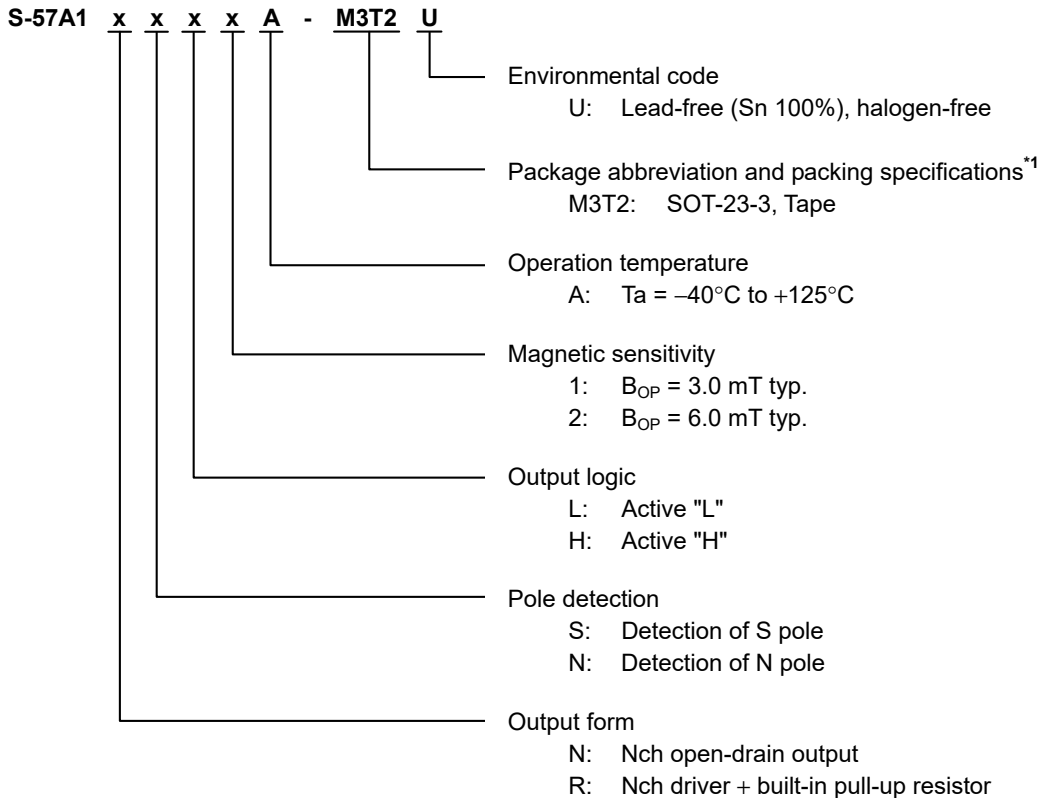 S-57A1 x x x x A - M3T2 U
Environmental code
U: Lead-free (Sn 100%), halogen-free
Package abbreviation and packing specifications*1
M3T2: SOT-23-3, Tape
Operation temperature
A: Ta = −40°C to +125°C
Magnetic sensitivity
1: BOP = 3.0 mT typ.
2: BOP = 6.0 mT typ.
Output logic
L: Active "L"
H: Active "H"
Pole detection
S: Detection of S pole
N: Detection of N pole
Output form
N: Nch open-drain output
R: Nch driver + built-in pull-up resistor